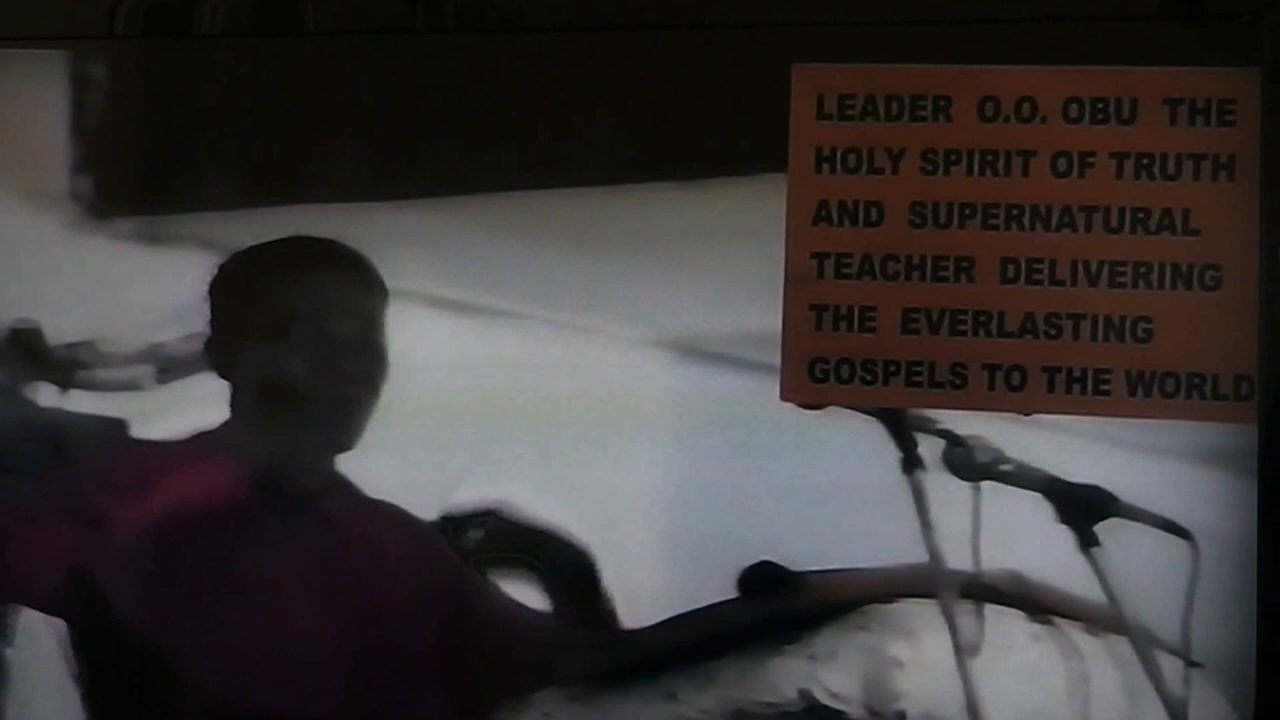 LEADER O.O. OBU THE
HOLY SPIRIT OF TRUTH
AND SUPERNATURAL
TEACHER DELIVERING
THE EVERLASTING
GOSPELS TO THE WORLD